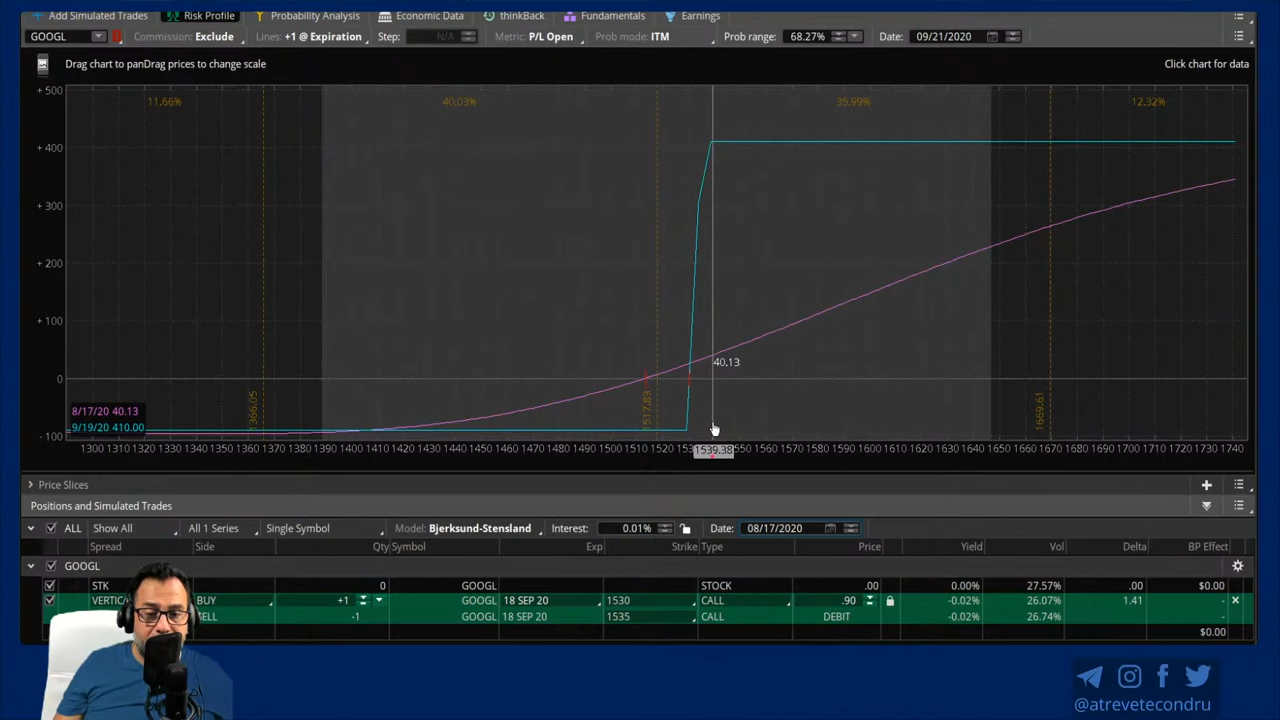 Add Simulated Trades Risk Profile Probability Analysis Economic Data thinkBack Fundamentals Earnings
GOOGL Commission: Exclude Lines: +1 @ Expiration Step: N/A Metric: P/L Open Prob mode: ITM Prob range: 68.27% Date: 09/21/2020
Drag chart to panDrag prices to change scale Click chart for data
+ 500
11.66% 40.03% 35.99% 12.32%
+ 400
+ 300
+ 200
+ 100
40.13
0
1366.05 1517.83 1669.61
8/17/20 40.13
9/19/20 410.00
- 100
1300 1310 1320 1330 1340 1350 1360 1370 1380 1390 1400 1410 1420 1430 1440 1450 1460 1470 1480 1490 1500 1510 1520 1539.38 1560 1570 1580 1590 1600 1610 1620 1630 1640 1650 1660 1670 1680 1690 1700 1710 1720 1730 1740
Price Slices
Positions and Simulated Trades
ALL Show All All 1 Series Single Symbol Model: Bjerksund-Stensland Interest: 0.01% Date: 08/17/2020
Spread Side Qty Symbol Exp Strike Type Price Yield Vol Delta BP Effect
GOOGL
STK 0 GOOGL STOCK .00 0.00% 27.57% .00 $0.00
VERTIC BUY +1 GOOGL 18 SEP 20 1530 CALL .90 -0.02% 26.07% 1.41 -
ELL -1 GOOGL 18 SEP 20 1535 CALL DEBIT -0.02% 26.74% -
$0.00
@atrevetecondru